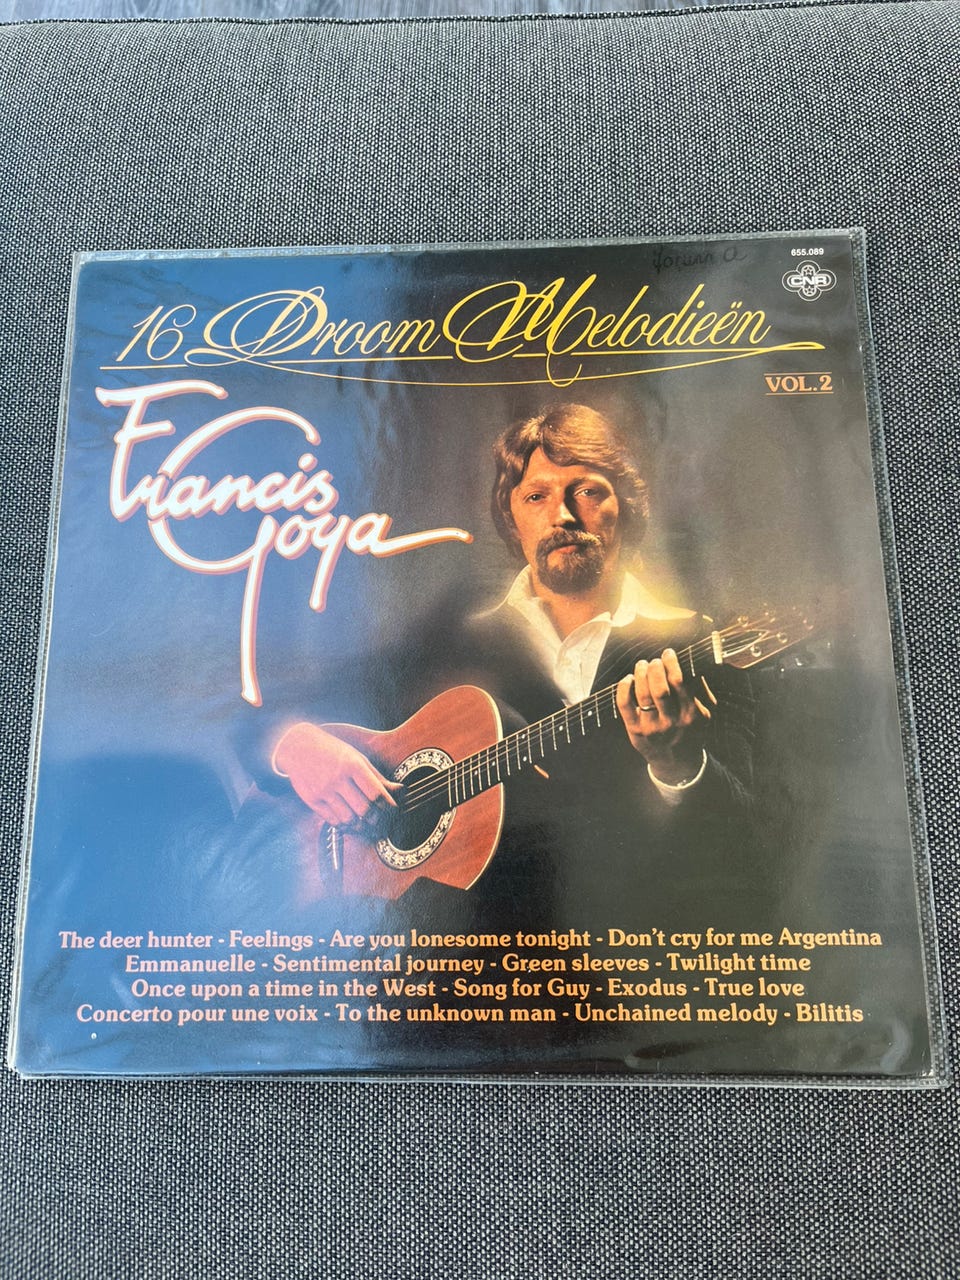 655.089
CNR
16 Droom Melodieën
VOL.2
Francis
Goya
The deer hunter - Feelings - Are you lonesome tonight - Don't cry for me Argentina
Emmanuelle - Sentimental journey - Green sleeves - Twilight time
Once upon a time in the West - Song for Guy - Exodus - True love
Concerto pour une voix - To the unknown man - Unchained melody - Bilitis